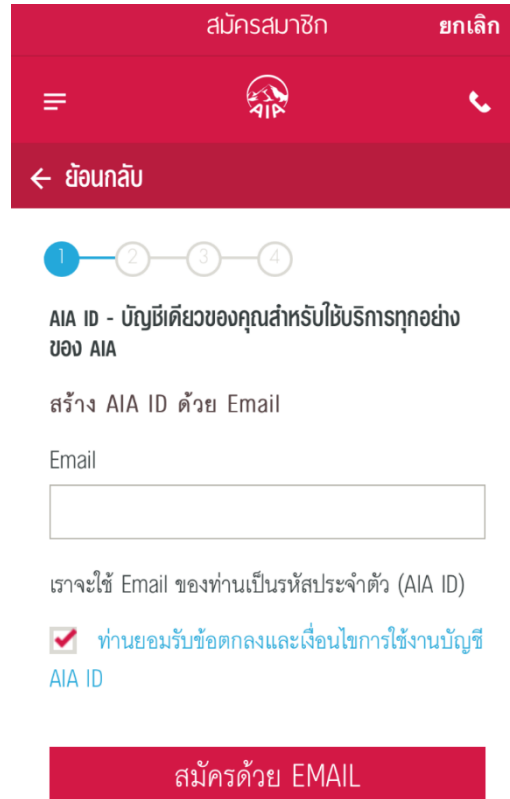 สมัครสมาชิก ยกเลิก
AIA
← ย้อนกลับ
1 2 3 4
AIA ID - บัญชีเดียวของคุณสำหรับใช้บริการทุกอย่าง
ของ AIA
สร้าง AIA ID ด้วย Email
Email
เราจะใช้ Email ของท่านเป็นรหัสประจำตัว (AIA ID)
ท่านยอมรับข้อตกลงและเงื่อนไขการใช้งานบัญชี
AIA ID
สมัครด้วย EMAIL